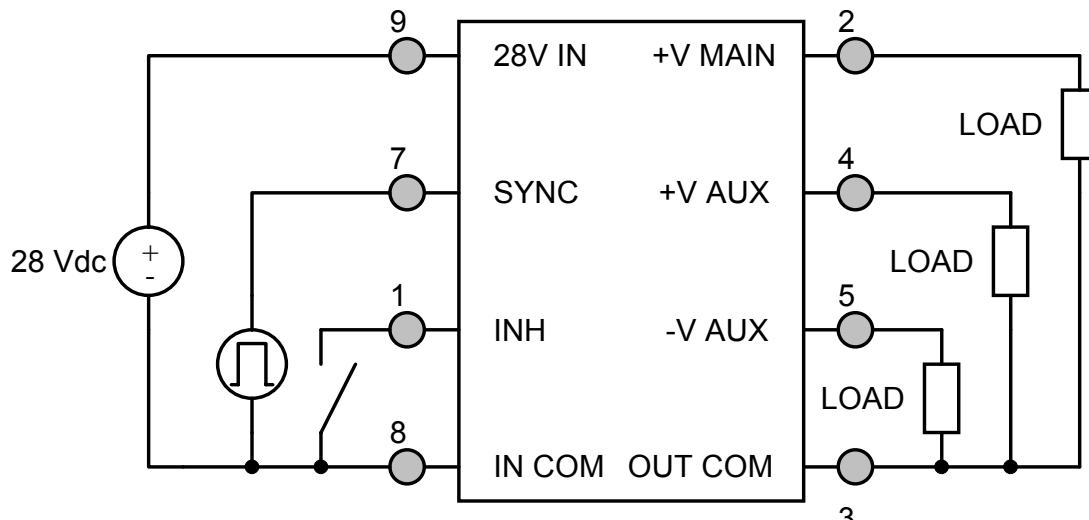 9
2
28V IN
+V MAIN
LOAD
7
4
SYNC
+V AUX
28 Vdc
+
-
LOAD
1
5
INH
-V AUX
LOAD
8
IN COM
OUT COM
3